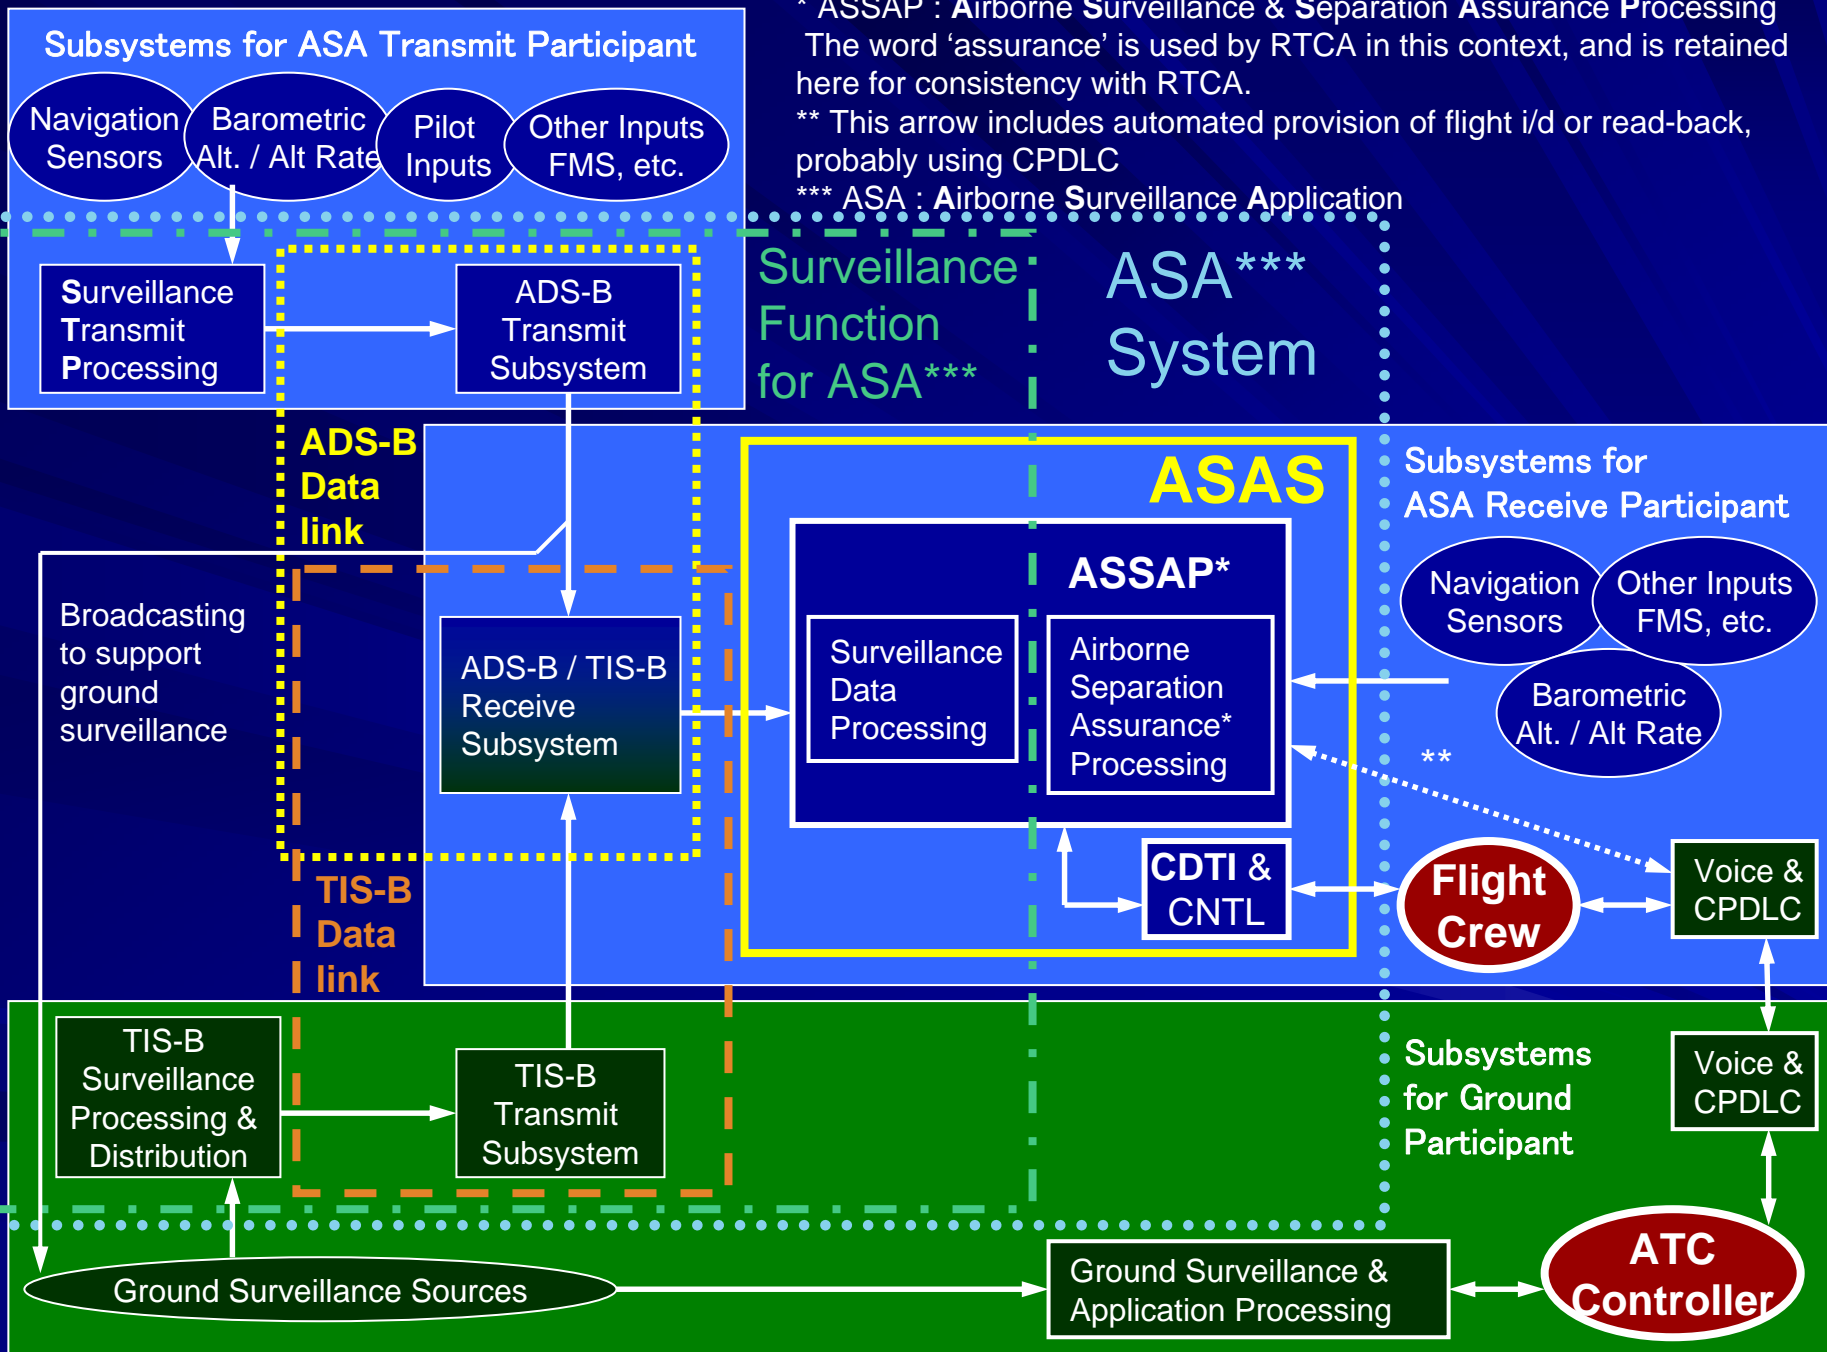 * ASSAP : Airborne Surveillance & Separation Assurance Processing
The word ‘assurance’ is used by RTCA in this context, and is retained
here for consistency with RTCA.
** This arrow includes automated provision of flight i/d or read-back,
probably using CPDLC
*** ASA : Airborne Surveillance Application
Subsystems for ASA Transmit Participant
Navigation
Sensors
Barometric
Alt. / Alt Rate
Pilot
Inputs
Other Inputs
FMS, etc.
Surveillance
Transmit
Processing
ADS-B
Transmit
Subsystem
Surveillance
Function
for ASA***
ASA***
System
ADS-B
Data
link
ASAS
Subsystems for
ASA Receive Participant
ASSAP*
Navigation
Sensors
Other Inputs
FMS, etc.
Barometric
Alt. / Alt Rate
Broadcasting
to support
ground
surveillance
ADS-B / TIS-B
Receive
Subsystem
Surveillance
Data
Processing
Airborne
Separation
Assurance*
Processing
**
TIS-B
Data
link
CDTI &
CNTL
Flight
Crew
Voice &
CPDLC
TIS-B
Surveillance
Processing &
Distribution
TIS-B
Transmit
Subsystem
Subsystems
for Ground
Participant
Voice &
CPDLC
Ground Surveillance Sources
Ground Surveillance &
Application Processing
ATC
Controller